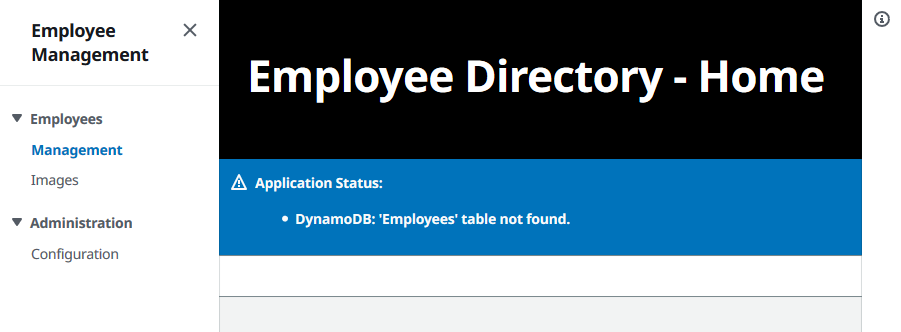 Employee
Management
Employees
Management
Images
Administration
Configuration
Employee Directory - Home
Application Status:
• DynamoDB: 'Employees' table not found.